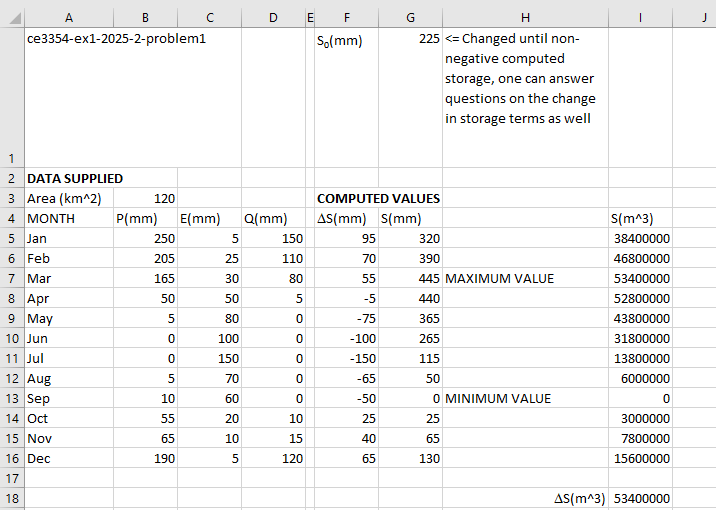 A B C D E F G H I J
1 ce3354-ex1-2025-2-problem1 S₀(mm) 225 <= Changed until non-
negative computed
storage, one can answer
questions on the change
in storage terms as well
2 DATA SUPPLIED
3 Area (km^2) 120 COMPUTED VALUES
4 MONTH P(mm) E(mm) Q(mm) ΔS(mm) S(mm) S(m^3)
5 Jan 250 5 150 95 320 38400000
6 Feb 205 25 110 70 390 46800000
7 Mar 165 30 80 55 445 MAXIMUM VALUE 53400000
8 Apr 50 50 5 -5 440 52800000
9 May 5 80 0 -75 365 43800000
10 Jun 0 100 0 -100 265 31800000
11 Jul 0 150 0 -150 115 13800000
12 Aug 5 70 0 -65 50 6000000
13 Sep 10 60 0 -50 0 MINIMUM VALUE 0
14 Oct 55 20 10 25 25 3000000
15 Nov 65 10 15 40 65 7800000
16 Dec 190 5 120 65 130 15600000
17
18 ΔS(m^3) 53400000